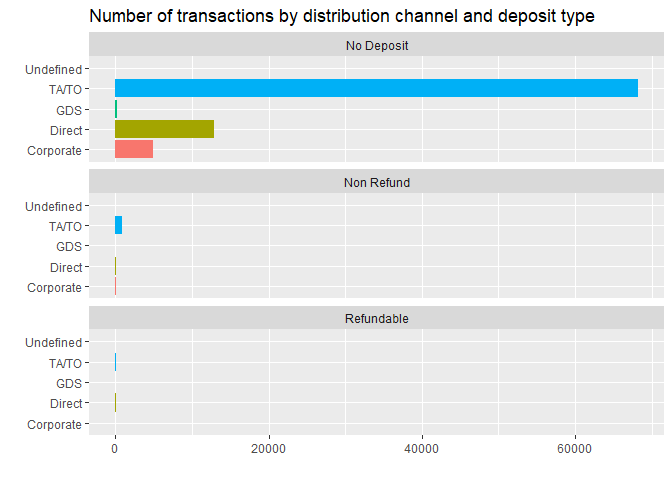 Number of transactions by distribution channel and deposit type
No Deposit
Undefined
TA/TO
GDS
Direct
Corporate
Non Refund
Undefined
TA/TO
GDS
Direct
Corporate
Refundable
Undefined
TA/TO
GDS
Direct
Corporate
0 20000 40000 60000